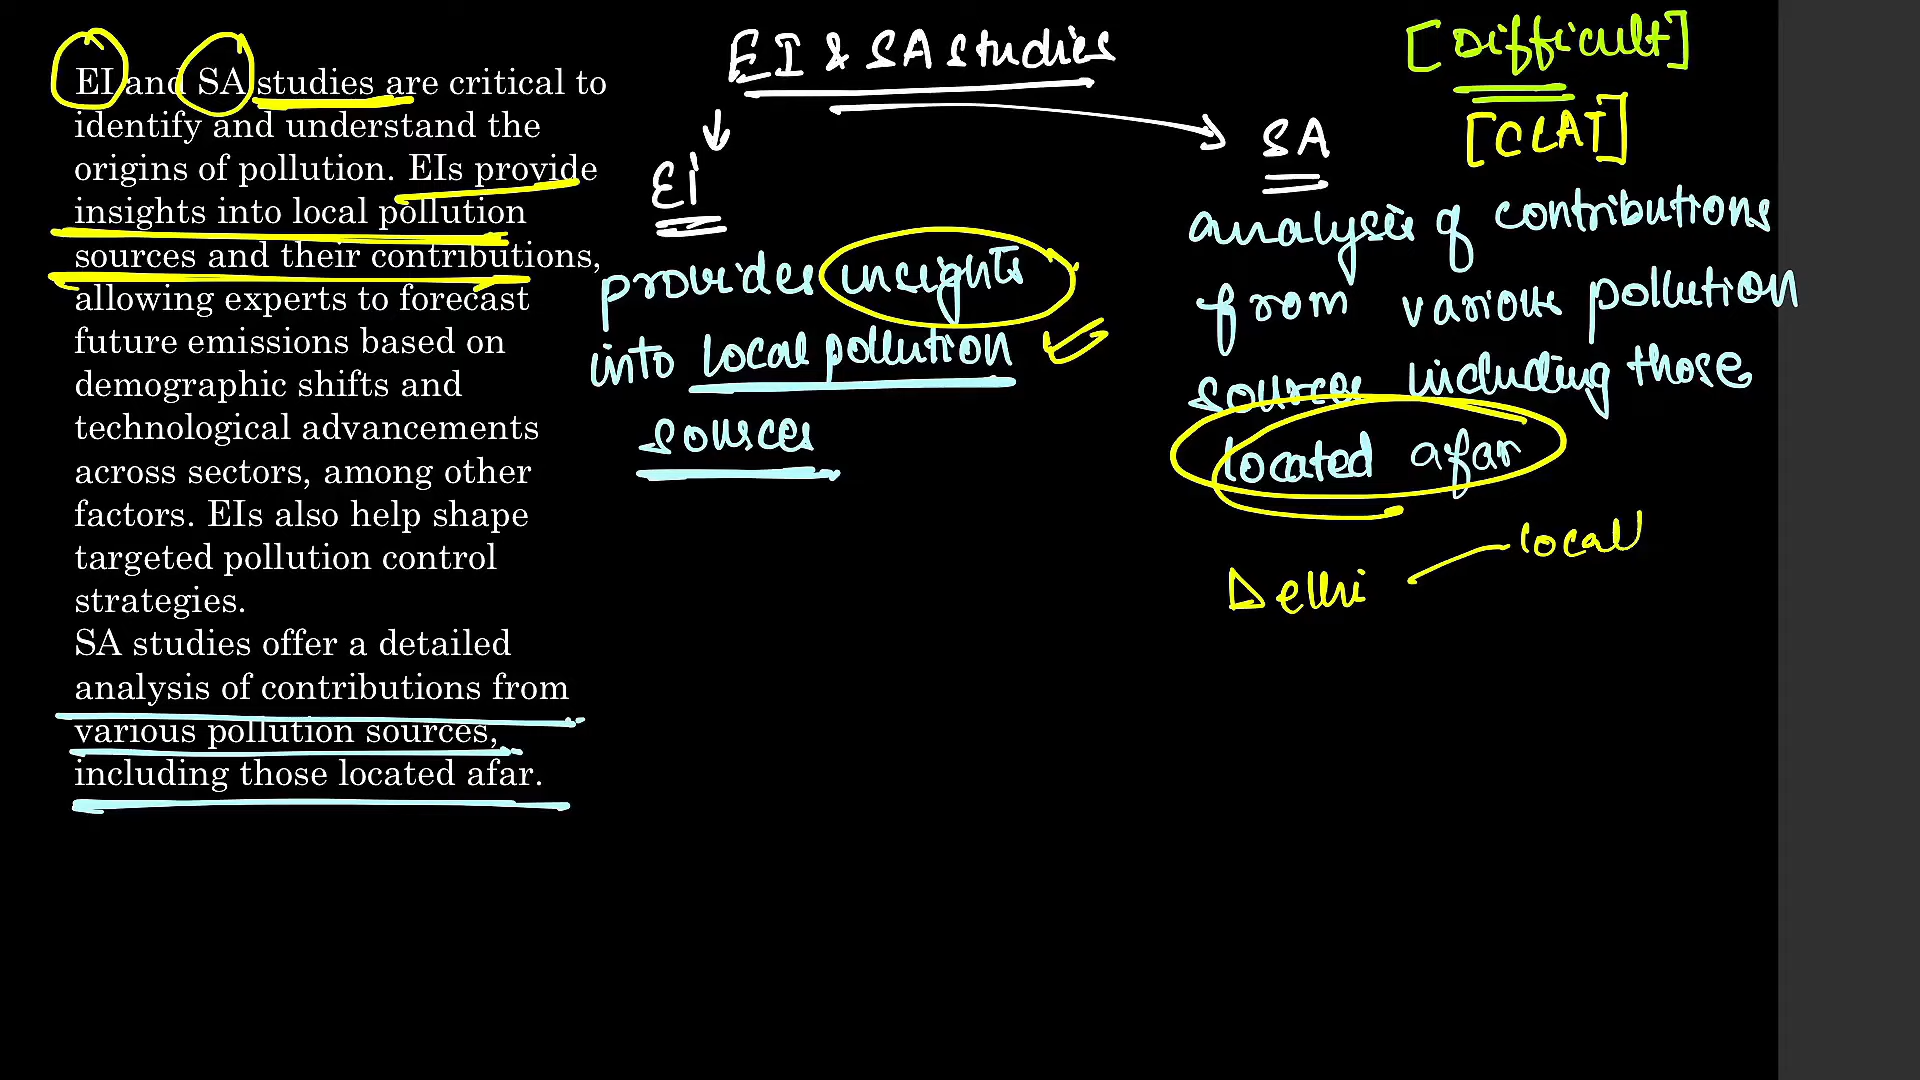 EI and SA studies are critical to
identify and understand the
origins of pollution. EIs provide
insights into local pollution
sources and their contributions,
allowing experts to forecast
future emissions based on
demographic shifts and
technological advancements
across sectors, among other
factors. EIs also help shape
targeted pollution control
strategies.
SA studies offer a detailed
analysis of contributions from
various pollution sources,
including those located afar.
EI & SA studies
EI
provides insights
into local pollution
sources
SA
analysis of contributions
from various pollution
sources including those
located afar
Delhi
local
[Difficult]
[CLAT]